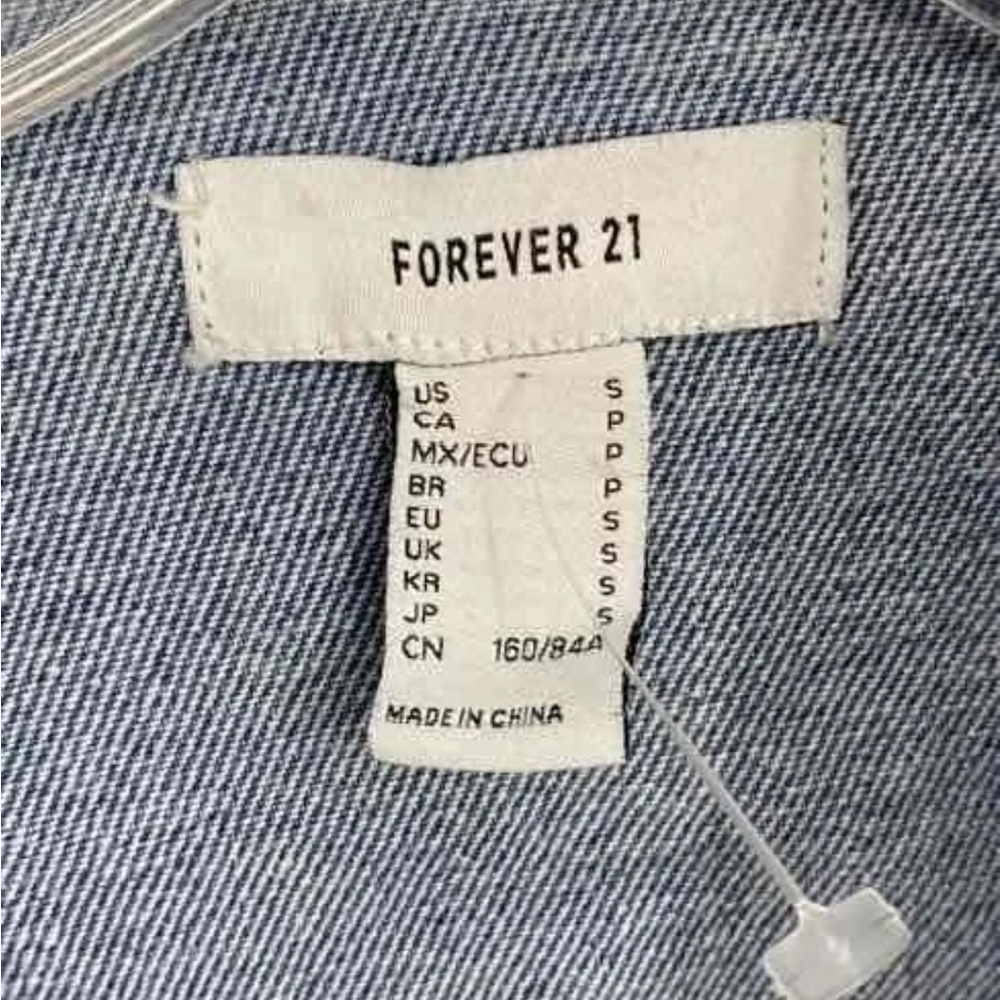 FOREVER 21
US S
CA P
MX/ECU P
BR P
EU S
UK S
KR S
JP S
CN 160/84A
MADE IN CHINA